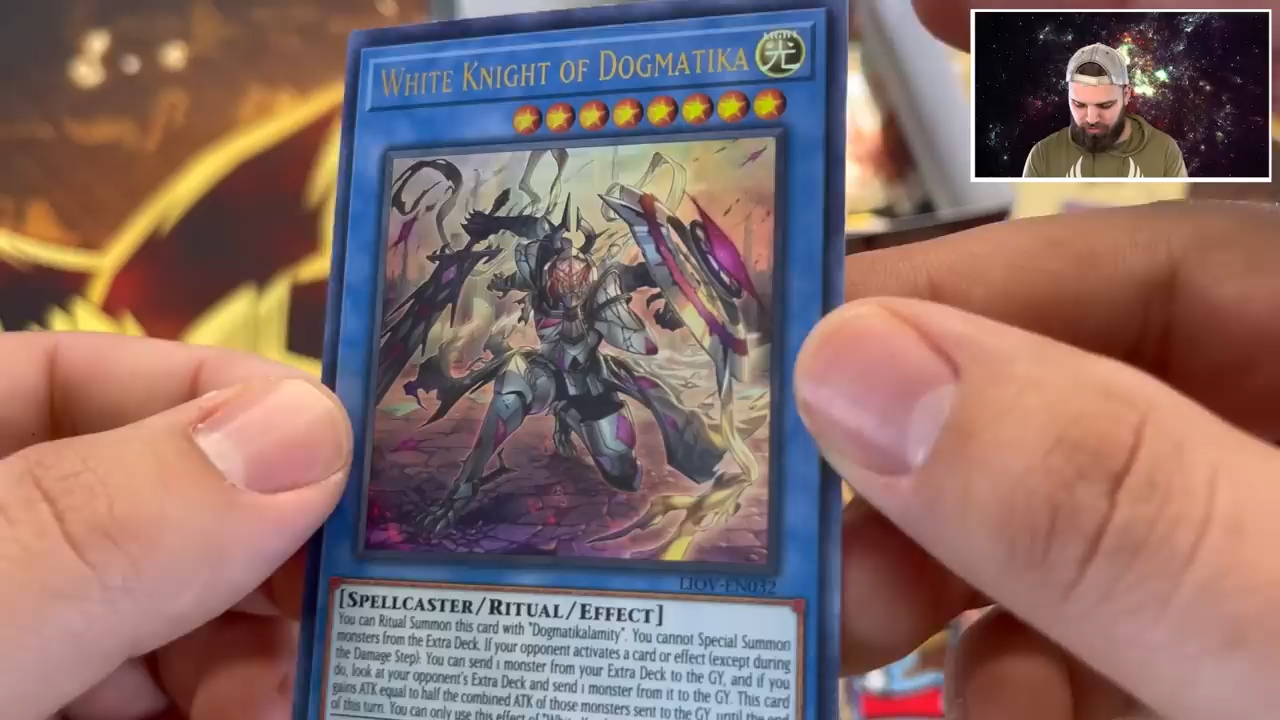 WHITE KNIGHT OF DOGMATIKA
LIGHT
光
LIOV-EN032
[SPELLCASTER/RITUAL/EFFECT]
You can Ritual Summon this card with "Dogmatikalamity". You cannot Special Summon
monsters from the Extra Deck. If your opponent activates a card or effect (except during
the Damage Step): You can send 1 monster from your Extra Deck to the GY, and if you
do, look at your opponent's Extra Deck and send 1 monster from it to the GY. This card
gains ATK equal to half the combined ATK of those monsters sent to the GY, until the end
of this turn. You can only use this effect of